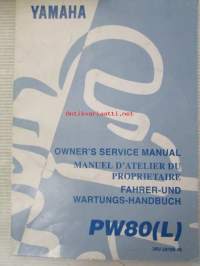 YAMAHA
OWNER'S SERVICE MANUAL
MANUEL D'ATELIER DU
PROPRIETAIRE
FAHRER-UND
WARTUNGS-HANDBUCH
PW80(L)